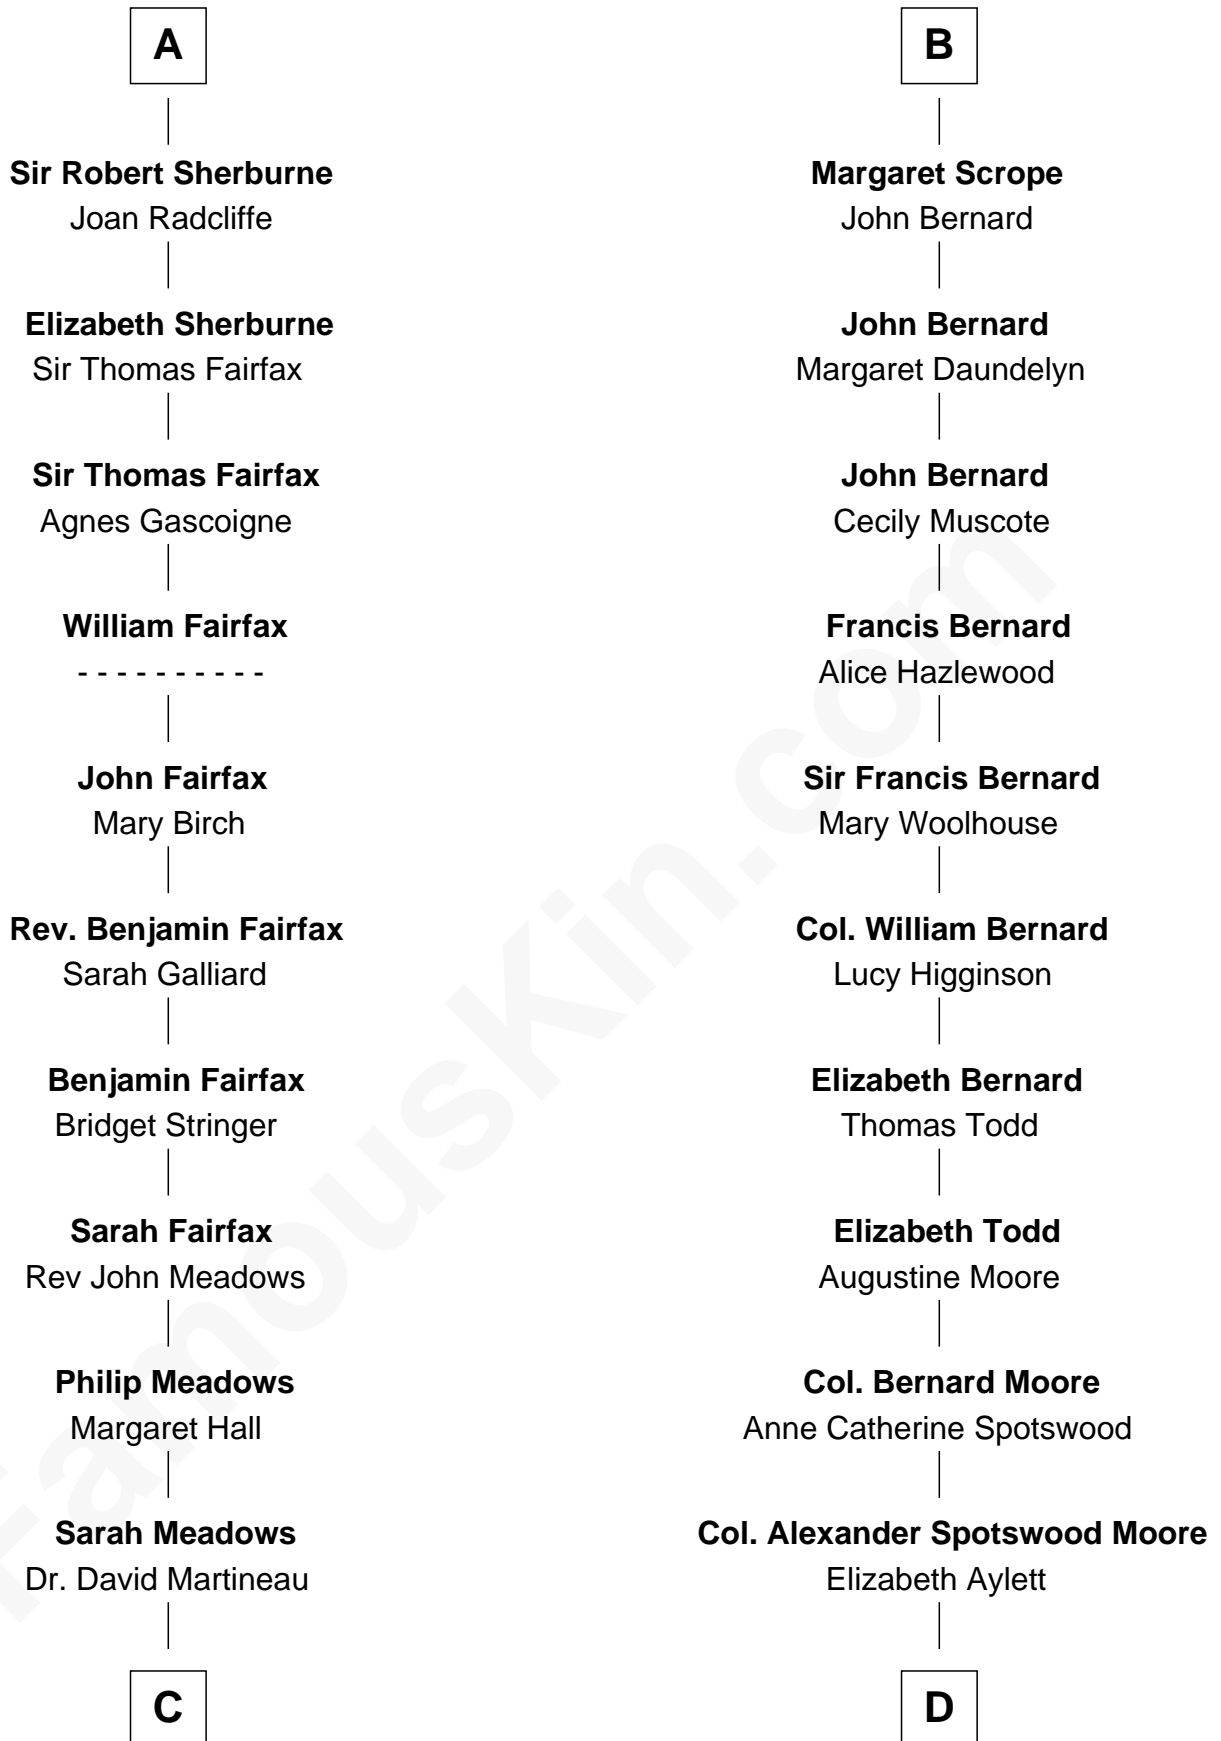 A
Sir Robert Sherburne
Joan Radcliffe
Elizabeth Sherburne
Sir Thomas Fairfax
Sir Thomas Fairfax
Agnes Gascoigne
William Fairfax
- - - - - - - - - -
John Fairfax
Mary Birch
Rev. Benjamin Fairfax
Sarah Galliard
Benjamin Fairfax
Bridget Stringer
Sarah Fairfax
Rev John Meadows
Philip Meadows
Margaret Hall
Sarah Meadows
Dr. David Martineau
C
B
Margaret Scrope
John Bernard
John Bernard
Margaret Daundelyn
John Bernard
Cecily Muscote
Francis Bernard
Alice Hazlewood
Sir Francis Bernard
Mary Woolhouse
Col. William Bernard
Lucy Higginson
Elizabeth Bernard
Thomas Todd
Elizabeth Todd
Augustine Moore
Col. Bernard Moore
Anne Catherine Spotswood
Col. Alexander Spotswood Moore
Elizabeth Aylett
D
FamousKin.com